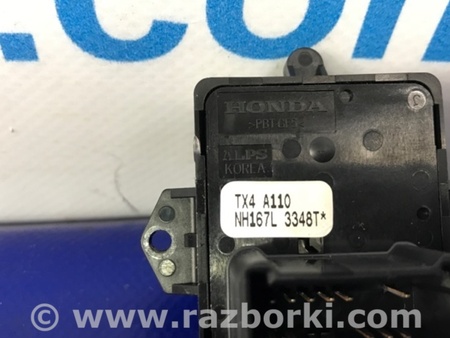 .com
HONDA
ALPS
KOREA
TX4 A110
NH167L 3348T*
© www.razborki.com